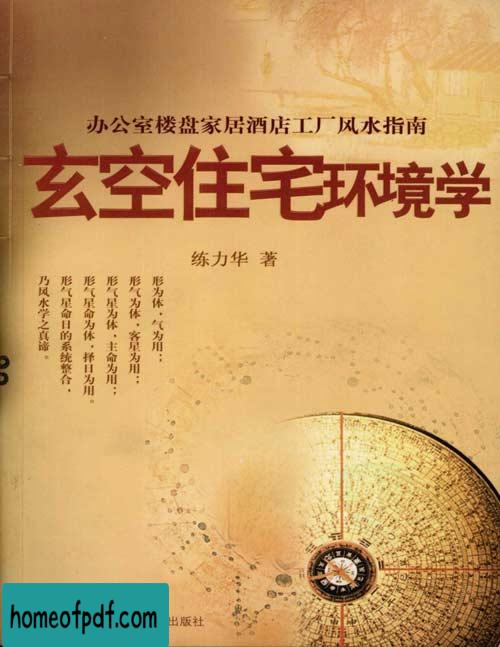 办公室楼盘家居酒店工厂风水指南
玄空住宅环境学
练力华 著
形为体，气为用；
形气为体，客星为用；
形气星为体，主命为用；
形气星命为体，择日为用。
形气星命日的系统整合，
乃风水学之真谛。
出版社
homeofpdf.com